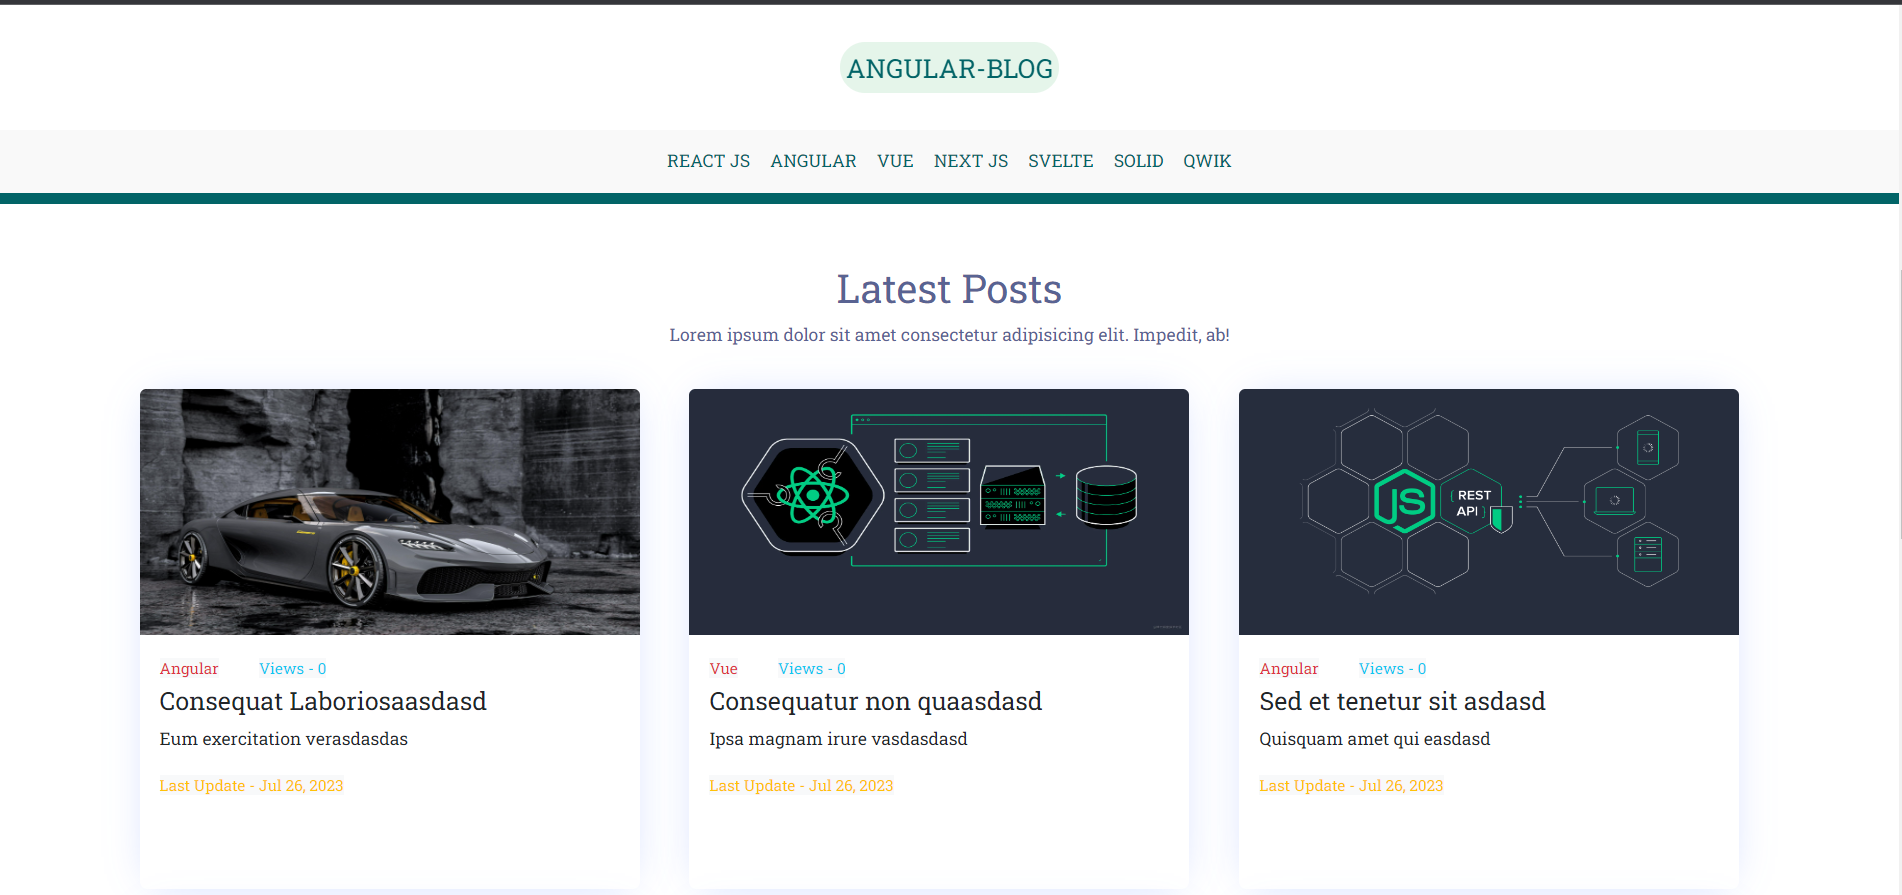 ANGULAR-BLOG
REACT JS ANGULAR VUE NEXT JS SVELTE SOLID QWIK
Latest Posts
Lorem ipsum dolor sit amet consectetur adipisicing elit. Impedit, ab!
JS
{ REST
API }
Angular Views - 0
Consequat Laboriosaasdasd
Eum exercitation verasdasdas
Last Update - Jul 26, 2023
Vue Views - 0
Consequatur non quaasdasd
Ipsa magnam irure vasdasdasd
Last Update - Jul 26, 2023
Angular Views - 0
Sed et tenetur sit asdasd
Quisquam amet qui easdasd
Last Update - Jul 26, 2023